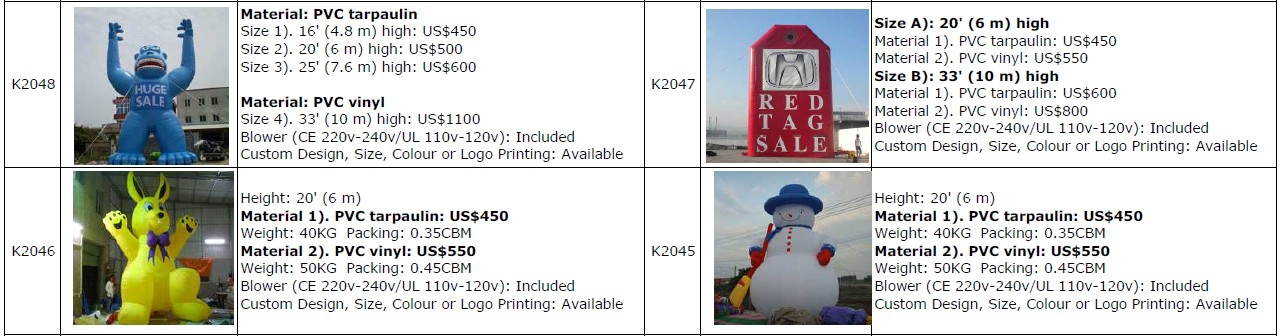 K2048
HUGE
SALE
Material: PVC tarpaulin
Size 1). 16' (4.8 m) high: US$450
Size 2). 20' (6 m) high: US$500
Size 3). 25' (7.6 m) high: US$600
Material: PVC vinyl
Size 4). 33' (10 m) high: US$1100
Blower (CE 220v-240v/UL 110v-120v): Included
Custom Design, Size, Colour or Logo Printing: Available
K2047
RED
TAG
SALE
Size A): 20' (6 m) high
Material 1). PVC tarpaulin: US$450
Material 2). PVC vinyl: US$550
Size B): 33' (10 m) high
Material 1). PVC tarpaulin: US$600
Material 2). PVC vinyl: US$800
Blower (CE 220v-240v/UL 110v-120v): Included
Custom Design, Size, Colour or Logo Printing: Available
K2046
Height: 20' (6 m)
Material 1). PVC tarpaulin: US$450
Weight: 40KG Packing: 0.35CBM
Material 2). PVC vinyl: US$550
Weight: 50KG Packing: 0.45CBM
Blower (CE 220v-240v/UL 110v-120v): Included
Custom Design, Size, Colour or Logo Printing: Available
K2045
Height: 20' (6 m)
Material 1). PVC tarpaulin: US$450
Weight: 40KG Packing: 0.35CBM
Material 2). PVC vinyl: US$550
Weight: 50KG Packing: 0.45CBM
Blower (CE 220v-240v/UL 110v-120v): Included
Custom Design, Size, Colour or Logo Printing: Available